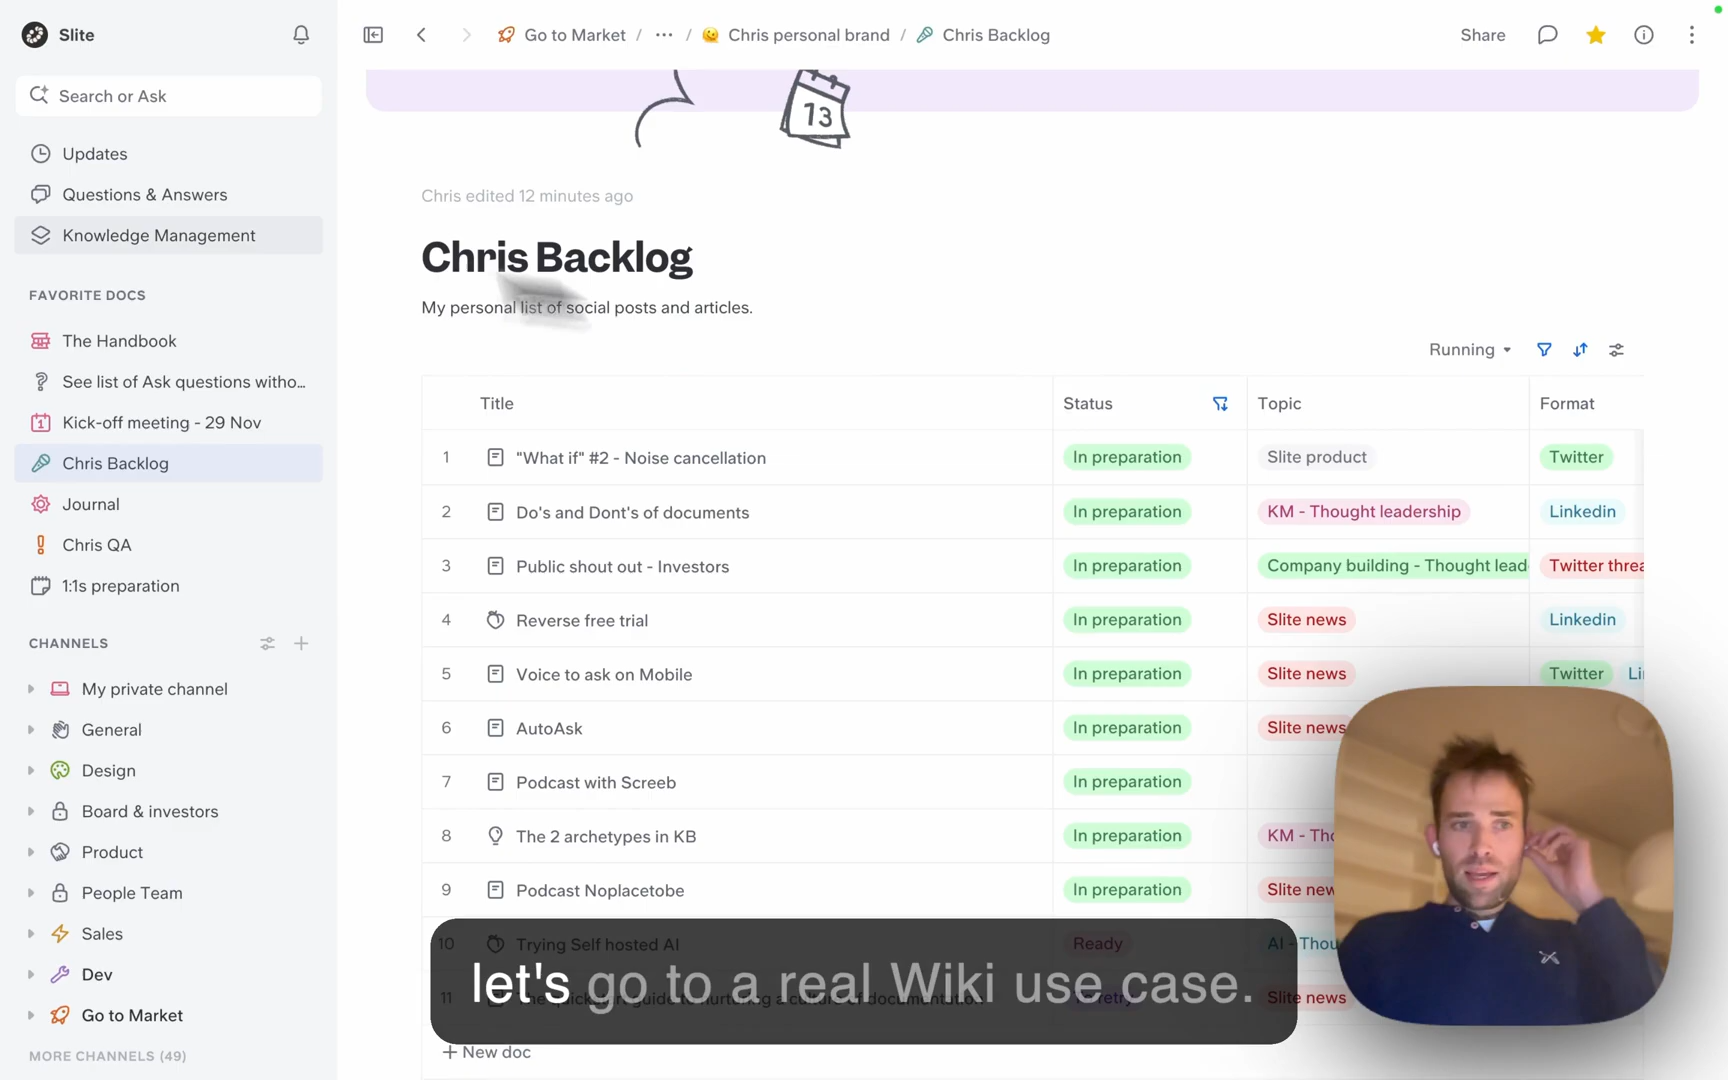 Slite
Search or Ask
Updates
Questions & Answers
Knowledge Management
FAVORITE DOCS
The Handbook
See list of Ask questions witho...
Kick-off meeting - 29 Nov
Chris Backlog
Journal
Chris QA
1:1s preparation
CHANNELS
My private channel
General
Design
Board & investors
Product
People Team
Sales
Dev
Go to Market
MORE CHANNELS (49)
Go to Market / ... / Chris personal brand / Chris Backlog
Share
13
Chris edited 12 minutes ago
Chris Backlog
My personal list of social posts and articles.
Running
Title Status Topic Format
1 "What if" #2 - Noise cancellation In preparation Slite product Twitter
2 Do's and Dont's of documents In preparation KM - Thought leadership Linkedin
3 Public shout out - Investors In preparation Company building - Thought lead Twitter threa
4 Reverse free trial In preparation Slite news Linkedin
5 Voice to ask on Mobile In preparation Slite news Twitter Li
6 AutoAsk In preparation Slite news
7 Podcast with Screeb In preparation
8 The 2 archetypes in KB In preparation KM - Tho
9 Podcast Noplacetobe In preparation Slite new
10 Trying Self hosted AI Ready AI - Thou
11 Slite news
let's go to a real Wiki use case.
+ New doc